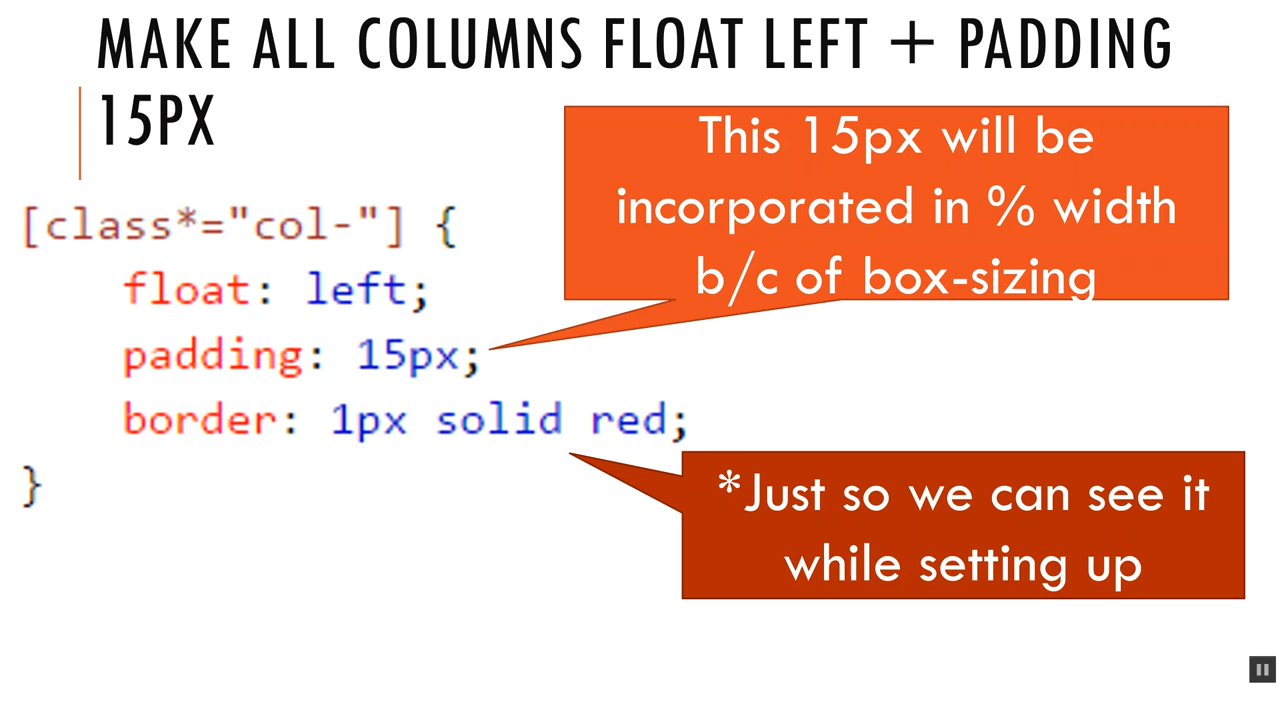 MAKE ALL COLUMNS FLOAT LEFT + PADDING
15PX
This 15px will be
incorporated in % width
b/c of box-sizing
[class*="col-"] {
float: left;
padding: 15px;
border: 1px solid red;
}
*Just so we can see it
while setting up